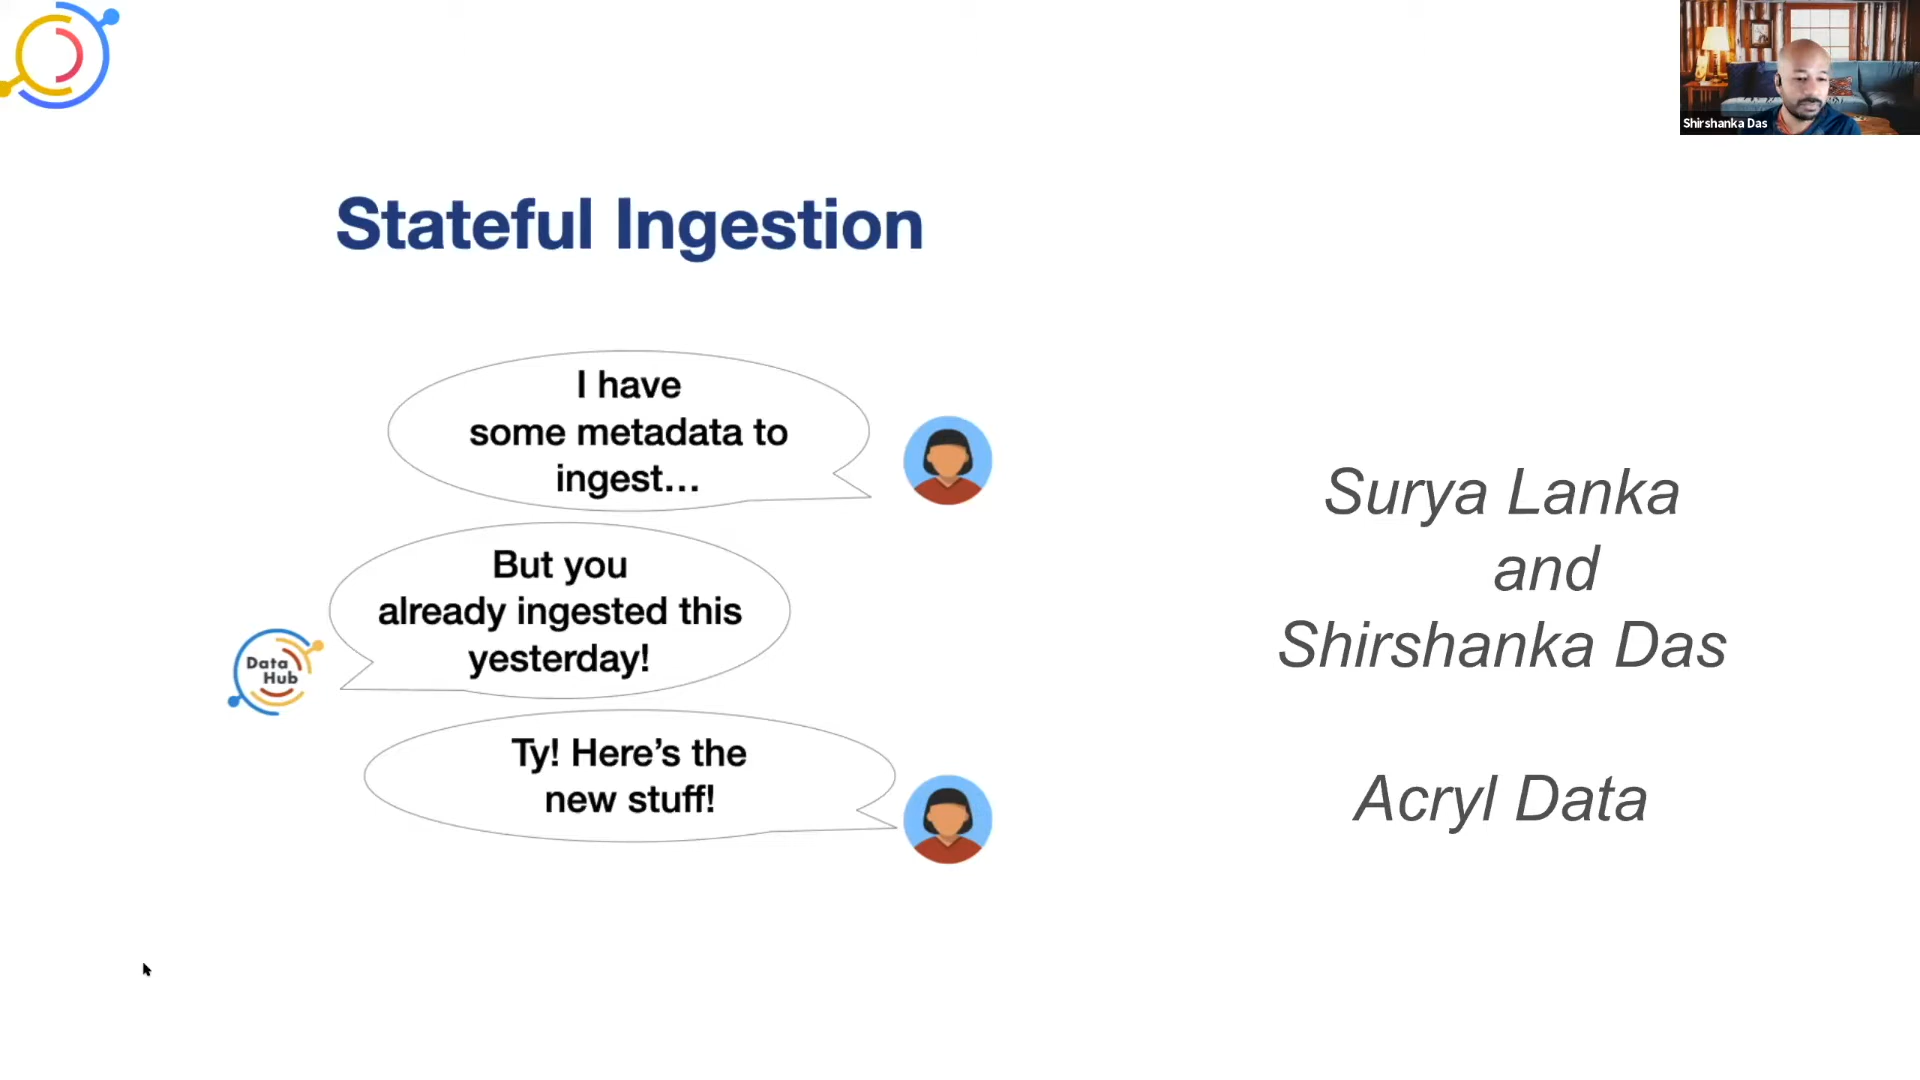 Shirshanka Das
Stateful Ingestion
I have
some metadata to
ingest...
But you
already ingested this
yesterday!
Data
Hub
Ty! Here’s the
new stuff!
Surya Lanka
and
Shirshanka Das
Acryl Data